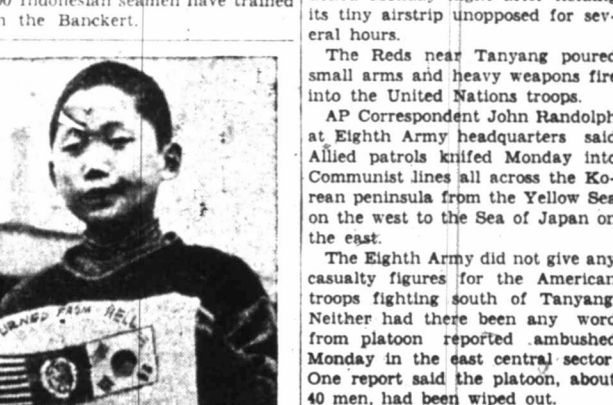 00 Indonesian seamen have trained
n the Banckert.
URNED FROM HELL
its tiny airstrip unopposed for sev-
eral hours.
The Reds near Tanyang poured
small arms and heavy weapons fire
into the United Nations troops.
AP Correspondent John Randolph
at Eighth Army headquarters said
Allied patrols knifed Monday into
Communist lines all across the Ko-
rean peninsula from the Yellow Sea
on the west to the Sea of Japan on
the east.
The Eighth Army did not give any
casualty figures for the American
troops fighting south of Tanyang.
Neither had there been any word
from platoon reported ambushed
Monday in the east central sector.
One report said the platoon, about
40 men, had been wiped out.